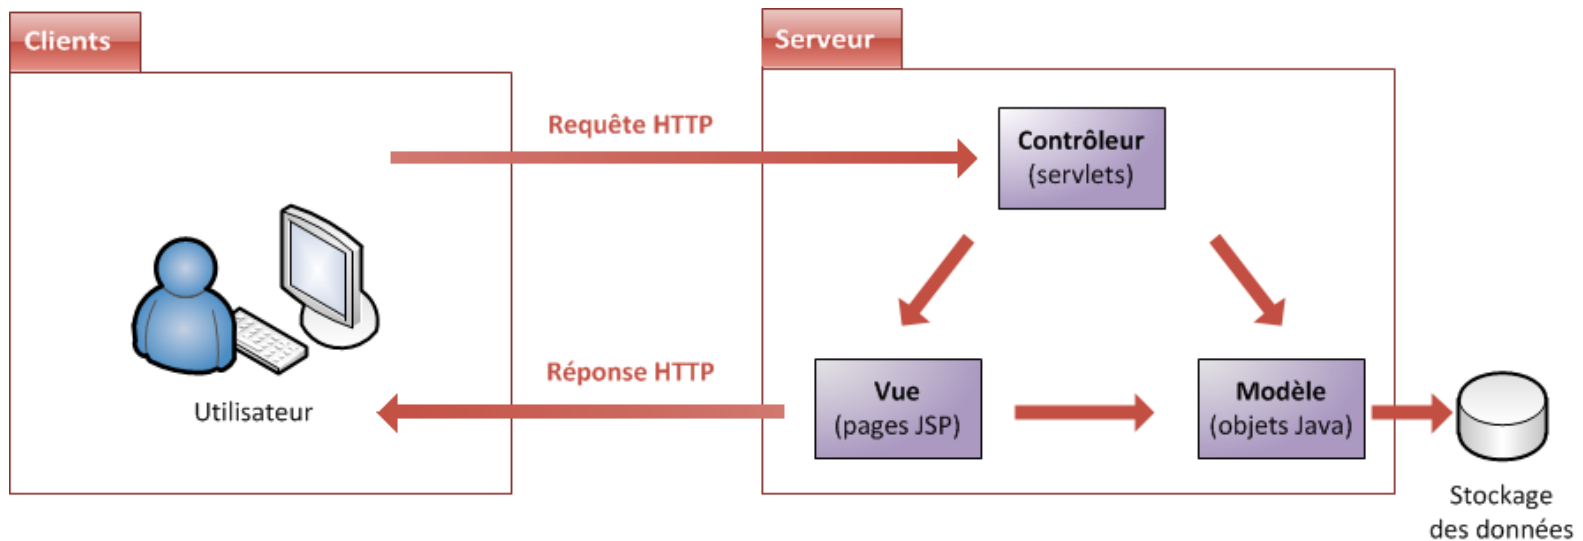 Clients
Serveur
Requête HTTP
Contrôleur
(servlets)
Réponse HTTP
Utilisateur
Vue
(pages JSP)
Modèle
(objets Java)
Stockage
des données